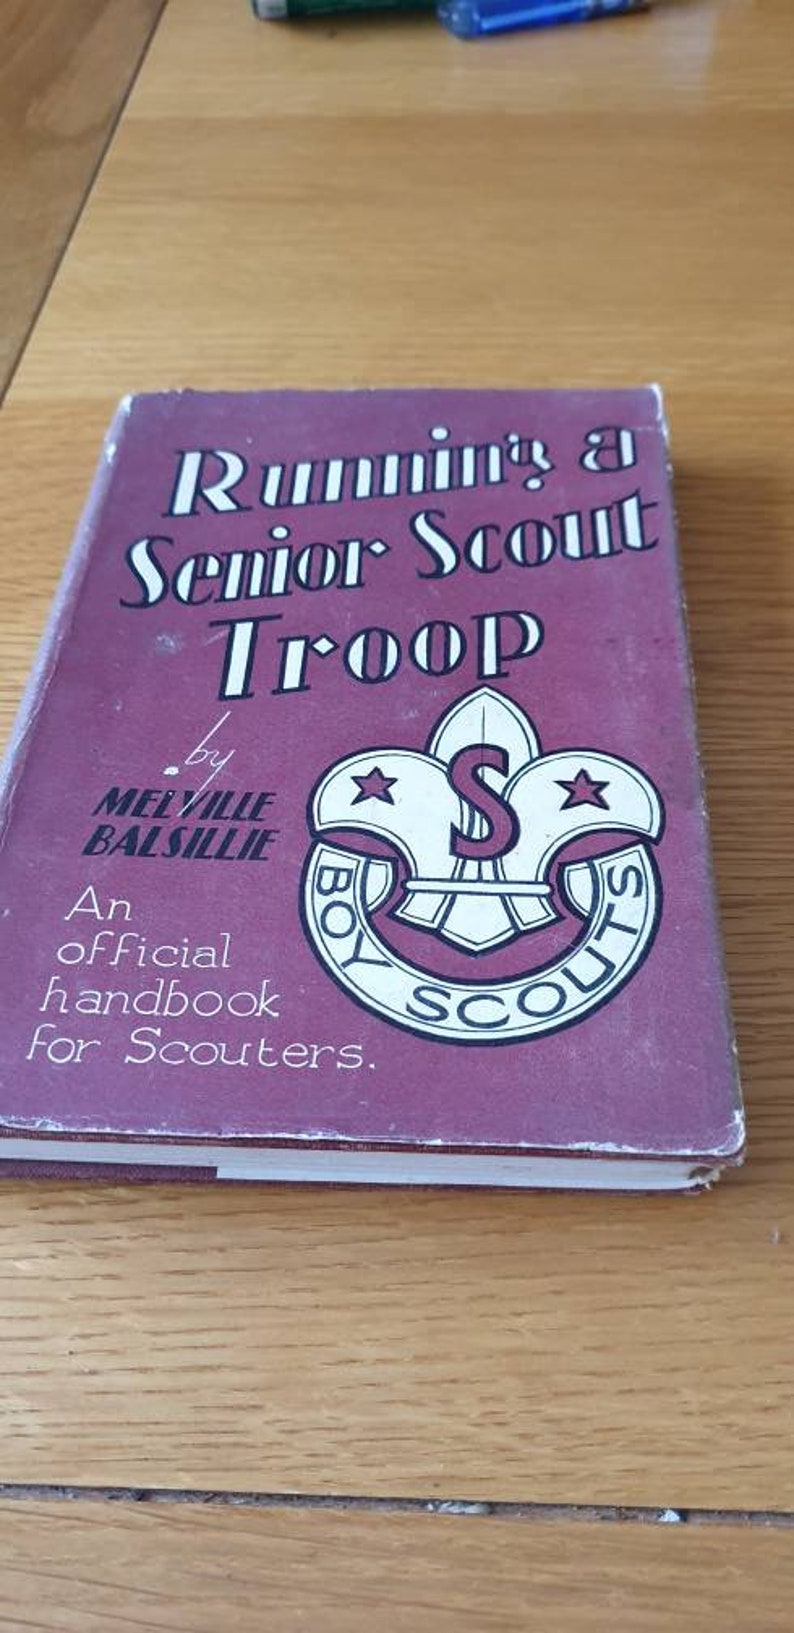 Running a
Senior Scout
Troop
by
MELVILLE
BALSILLIE
An
official
handbook
for Scouters.
S
BOY SCOUTS